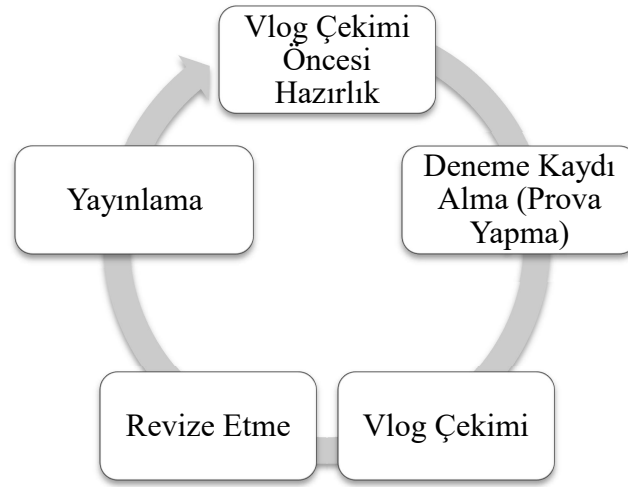 Vlog Çekimi
Öncesi
Hazırlık
Deneme Kaydı
Alma (Prova
Yapma)
Vlog Çekimi
Revize Etme
Yayınlama